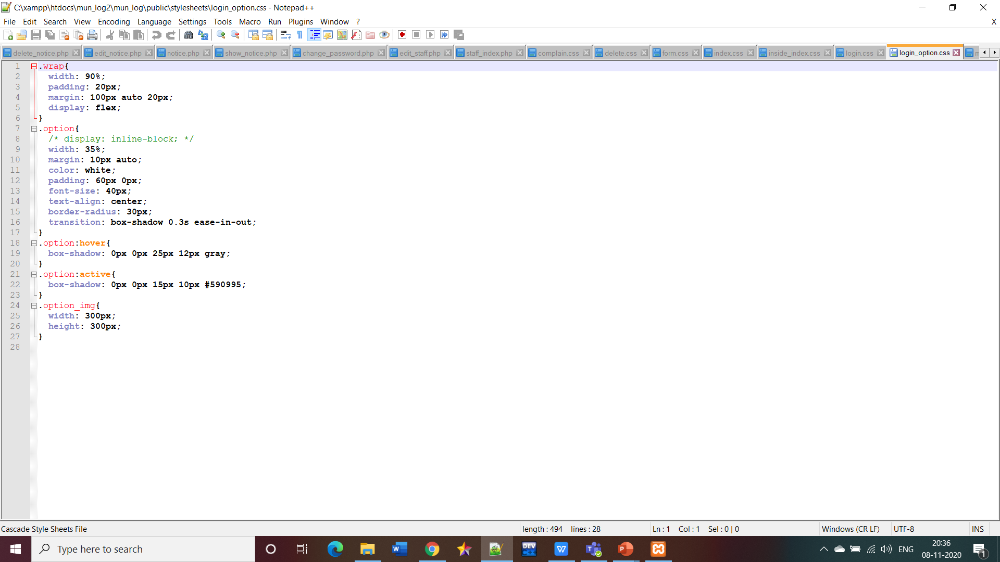 C:\xampp\htdocs\mun_log2\mun_log\public\stylesheets\login_option.css - Notepad++
File Edit Search View Encoding Language Settings Tools Macro Run Plugins Window ? X
delete_notice.php edit_notice.php notice.php show_notice.php change_password.php edit_staff.php staff_index.php complain.css delete.css form.css index.css inside_index.css login.css login_option.css
1 .wrap{
2 width: 90%;
3 padding: 20px;
4 margin: 100px auto 20px;
5 display: flex;
6 }
7 .option{
8 /* display: inline-block; */
9 width: 35%;
10 margin: 10px auto;
11 color: white;
12 padding: 60px 0px;
13 font-size: 40px;
14 text-align: center;
15 border-radius: 30px;
16 transition: box-shadow 0.3s ease-in-out;
17 }
18 .option:hover{
19 box-shadow: 0px 0px 25px 12px gray;
20 }
21 .option:active{
22 box-shadow: 0px 0px 15px 10px #590995;
23 }
24 .option_img{
25 width: 300px;
26 height: 300px;
27 }
28
Cascade Style Sheets File length : 494 lines : 28 Ln : 1 Col : 1 Sel : 0 | 0 Windows (CR LF) UTF-8 INS
Type here to search DEV C++ ENG 20:36
08-11-2020 1